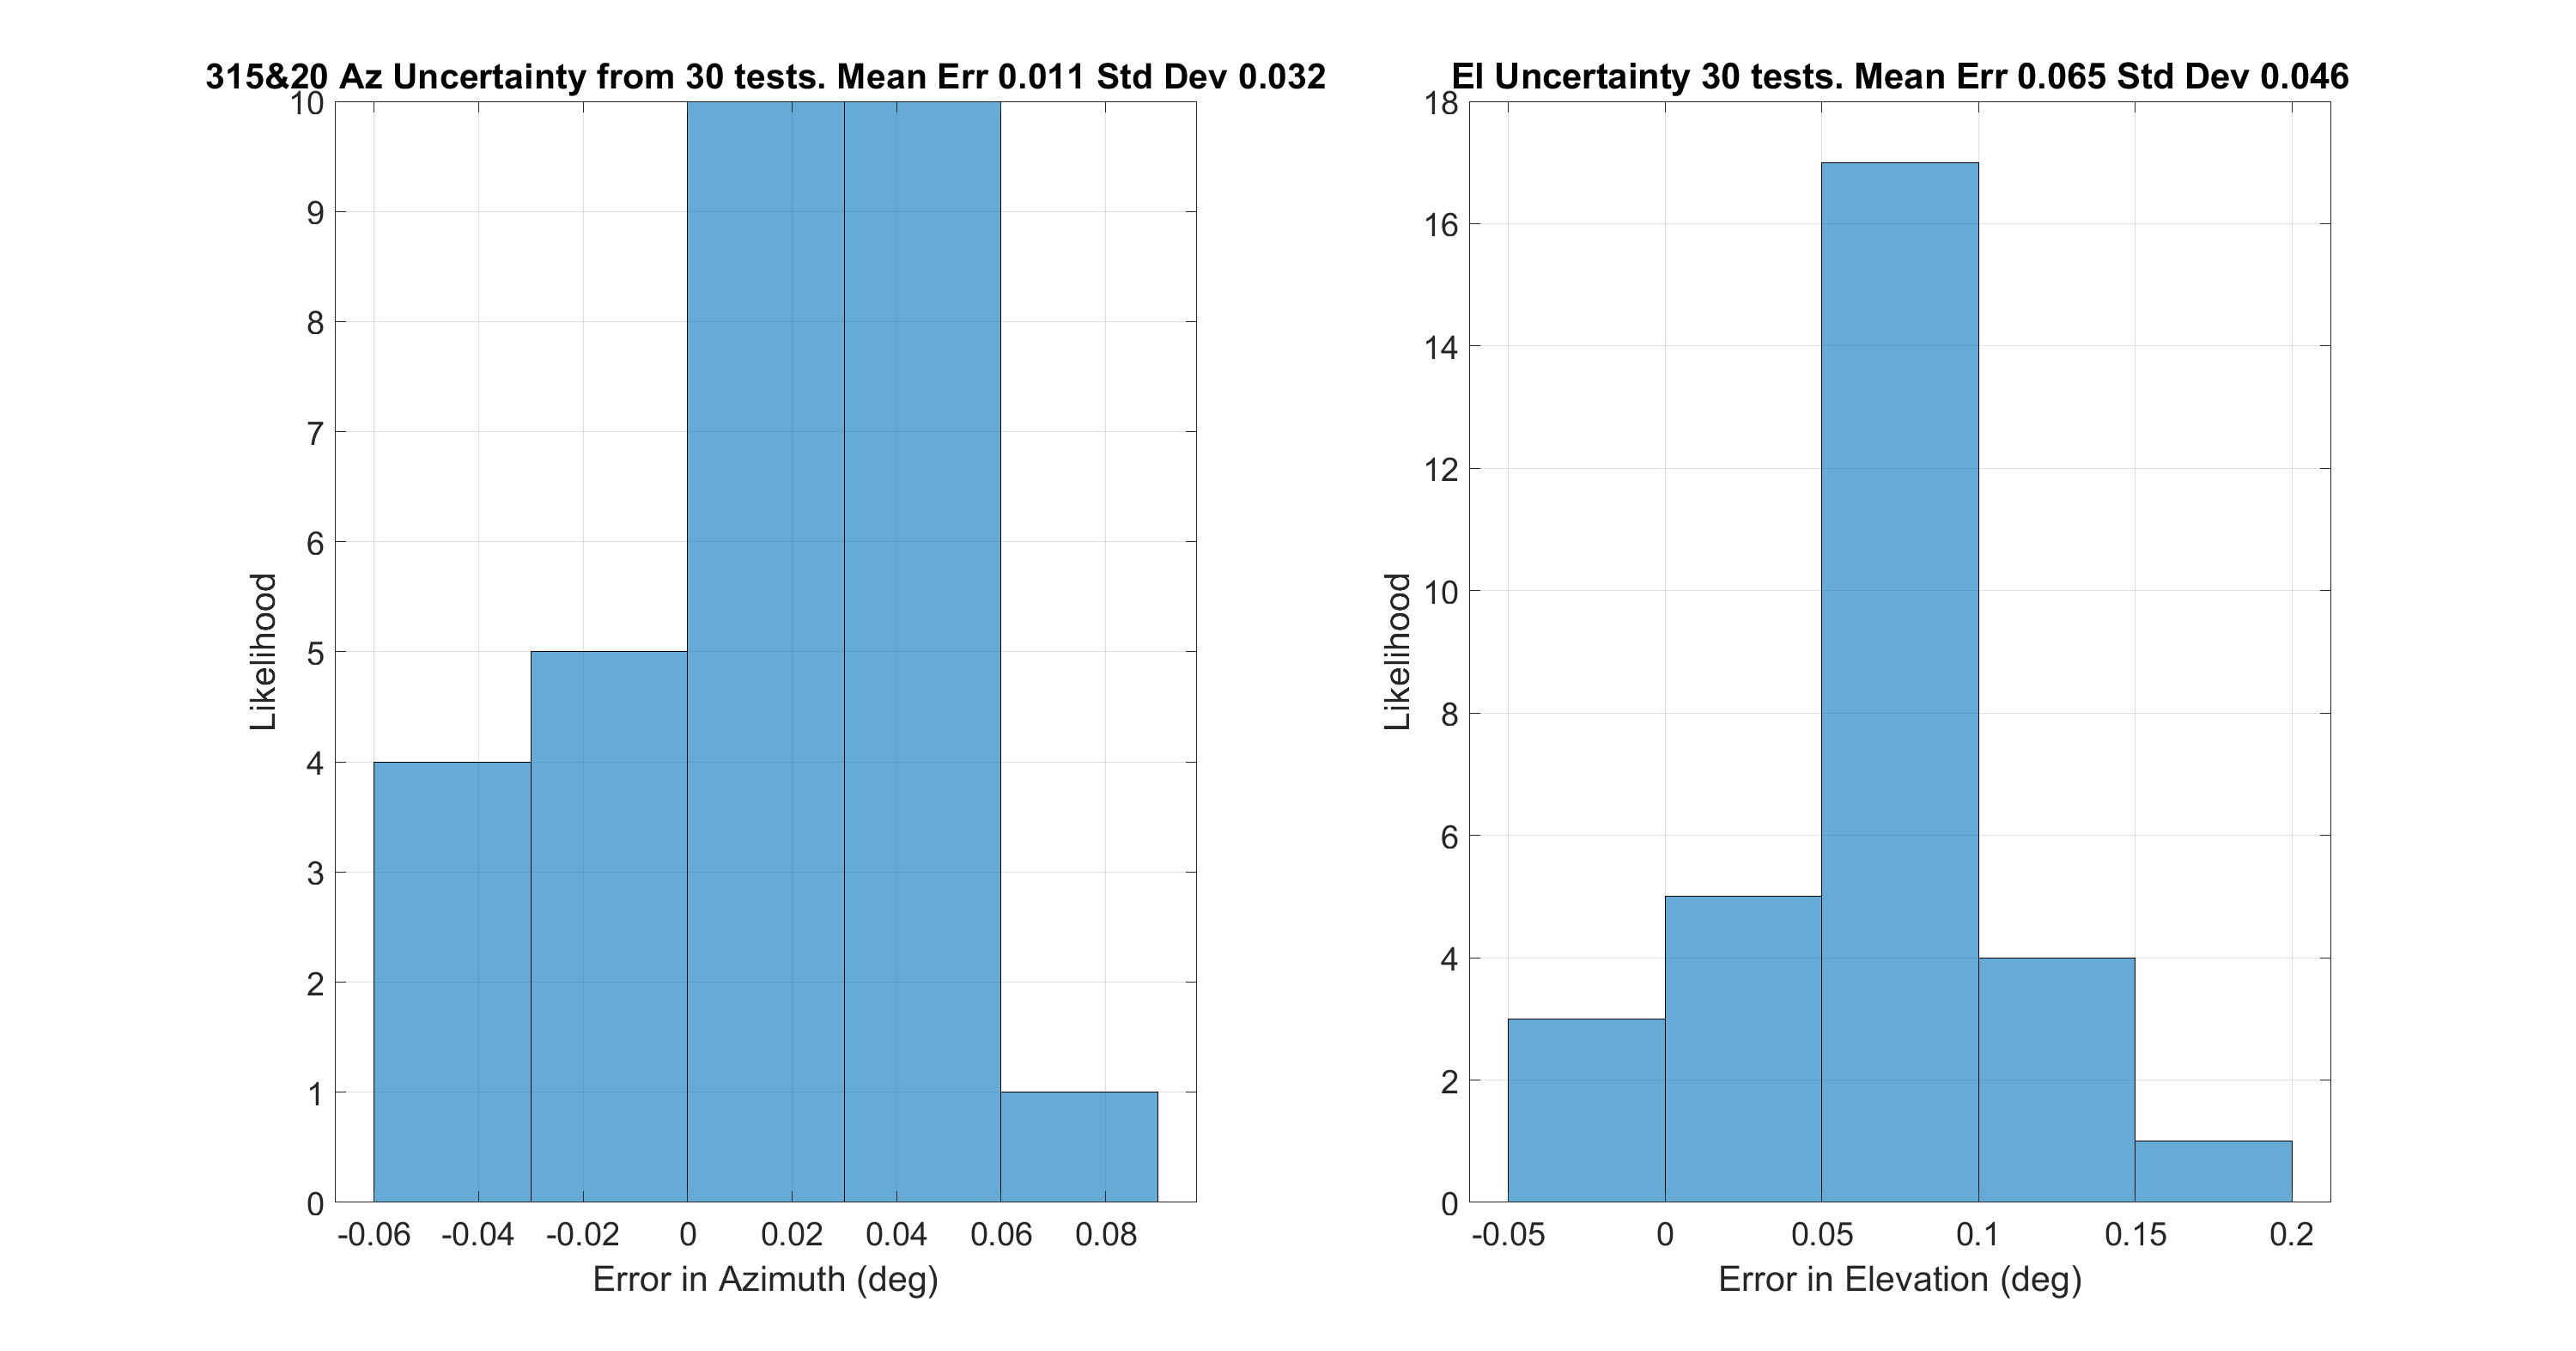 315&20 Az Uncertainty from 30 tests. Mean Err 0.011 Std Dev 0.032
10
9
8
7
6
5
4
3
2
1
0
Likelihood
-0.06 -0.04 -0.02 0 0.02 0.04 0.06 0.08
Error in Azimuth (deg)
El Uncertainty 30 tests. Mean Err 0.065 Std Dev 0.046
18
16
14
12
10
8
6
4
2
0
Likelihood
-0.05 0 0.05 0.1 0.15 0.2
Error in Elevation (deg)